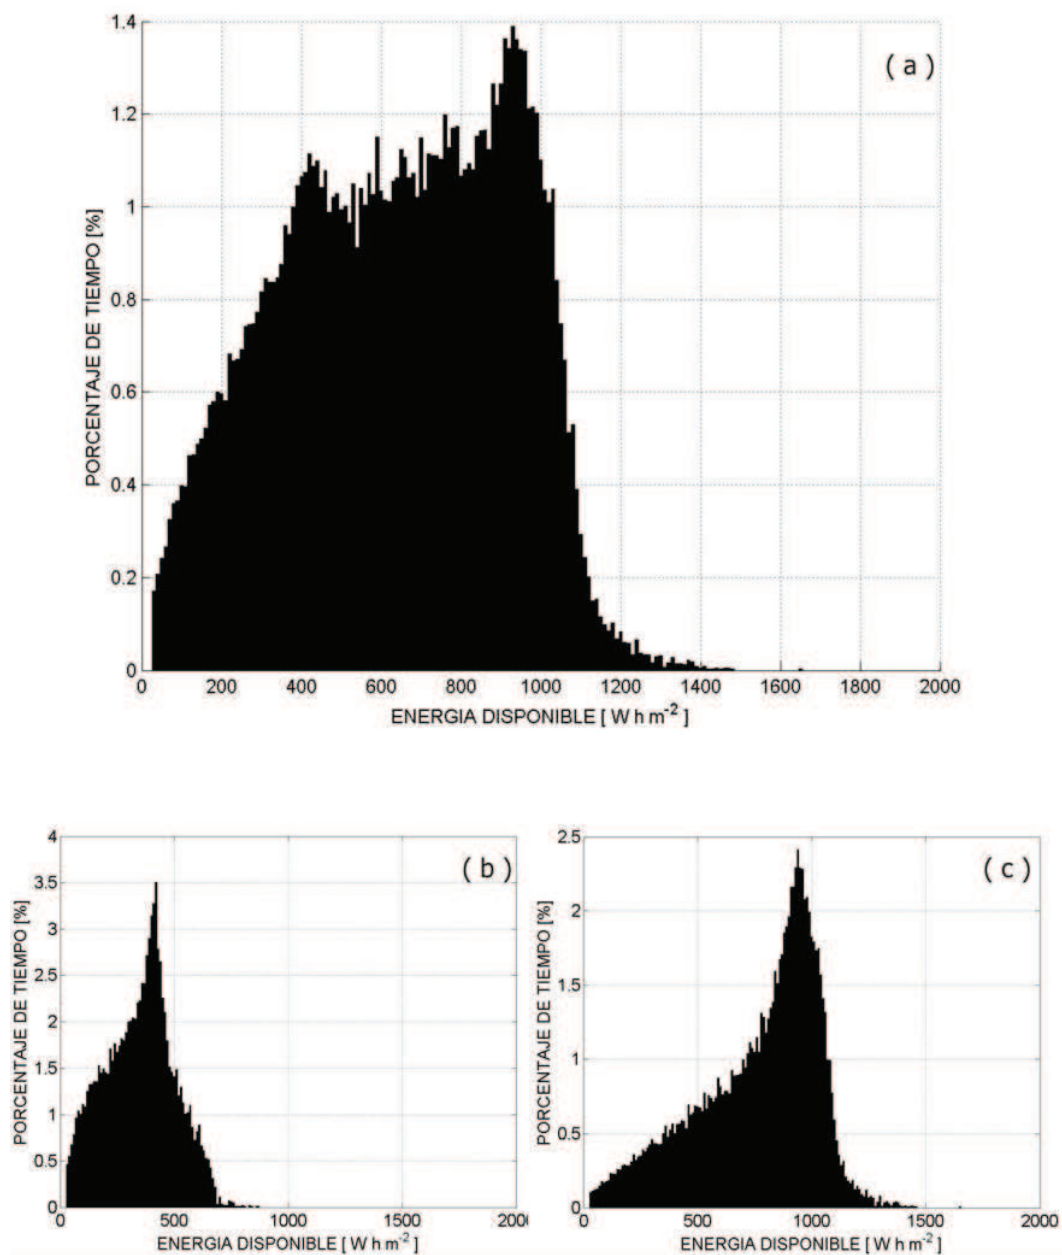 ( a )
PORCENTAJE DE TIEMPO [%]
1.4
1.2
1
0.8
0.6
0.4
0.2
0
0 200 400 600 800 1000 1200 1400 1600 1800 2000
ENERGIA DISPONIBLE [ W h m-2 ]
( b )
PORCENTAJE DE TIEMPO [%]
4
3.5
3
2.5
2
1.5
1
0.5
0
0 500 1000 1500 200
ENERGIA DISPONIBLE [ W h m-2 ]
( c )
PORCENTAJE DE TIEMPO [%]
2.5
2
1.5
1
0.5
0
0 500 1000 1500 2000
ENERGIA DISPONIBLE [ W h m-2 ]